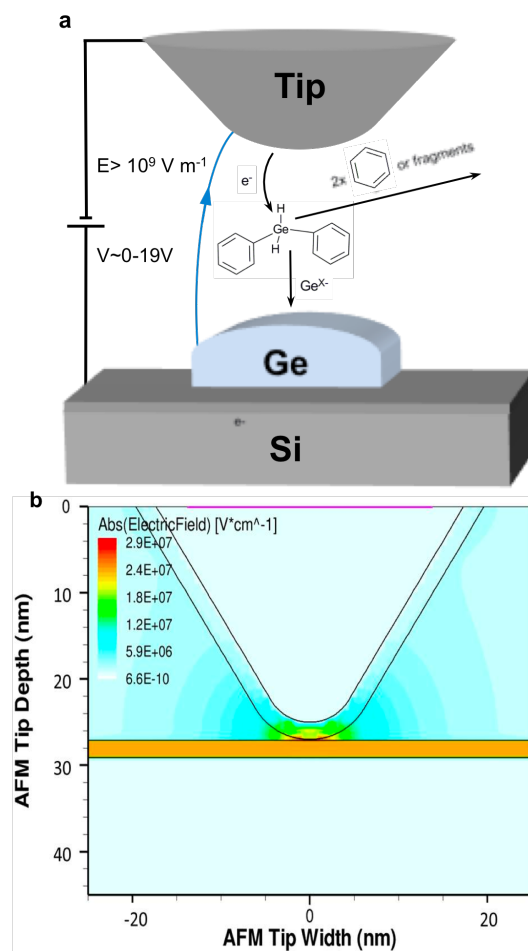 a
Tip
E> 10⁹ V m⁻¹
e⁻
2x
or fragments
V~0-19V
H
Ge
H
Geˣ⁻
Ge
e-
Si
b
Abs(ElectricField) [V*cm^-1]
2.9E+07
2.4E+07
1.8E+07
1.2E+07
5.9E+06
6.6E-10
0
10
20
30
40
AFM Tip Depth (nm)
-20
0
20
AFM Tip Width (nm)